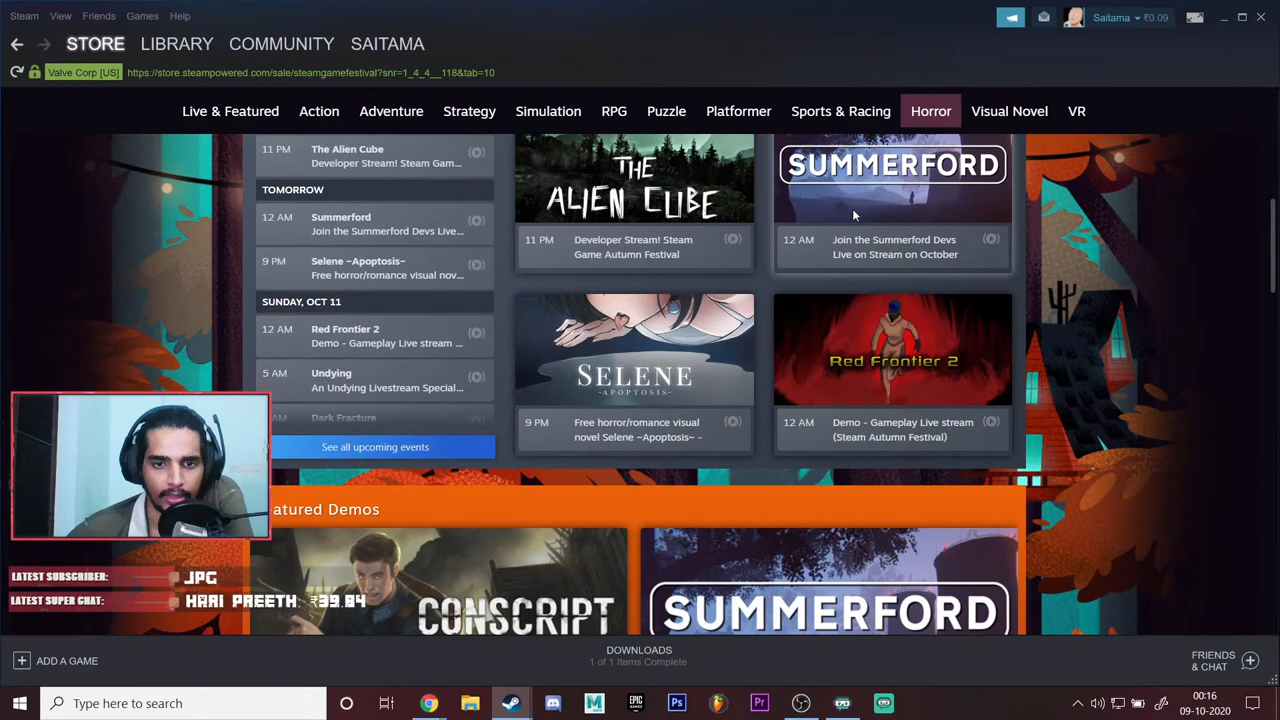 Steam View Friends Games Help
Saitama ₹0.09
STORE LIBRARY COMMUNITY SAITAMA
Valve Corp [US] https://store.steampowered.com/sale/steamgamefestival?snr=1_4_4__118&tab=10
Live & Featured Action Adventure Strategy Simulation RPG Puzzle Platformer Sports & Racing Horror Visual Novel VR
11 PM The Alien Cube
Developer Stream! Steam Gam...
TOMORROW
12 AM Summerford
Join the Summerford Devs Live...
9 PM Selene ~Apoptosis~
Free horror/romance visual nov...
SUNDAY, OCT 11
12 AM Red Frontier 2
Demo - Gameplay Live stream ...
5 AM Undying
An Undying Livestream Special...
AM Dark Fracture
See all upcoming events
THE
ALIEN CUBE
11 PM Developer Stream! Steam
Game Autumn Festival
SUMMERFORD
12 AM Join the Summerford Devs
Live on Stream on October
SELENE
~APOPTOSIS~
9 PM Free horror/romance visual
novel Selene ~Apoptosis~ -
Red Frontier 2
12 AM Demo - Gameplay Live stream
(Steam Autumn Festival)
atured Demos
CONSCRIPT
SUMMERFORD
LATEST SUBSCRIBER: JPG
LATEST SUPER CHAT: HARI PREETH: ₹39.84
ADD A GAME
DOWNLOADS
1 of 1 Items Complete
FRIENDS
& CHAT
Type here to search
EPIC
GAMES
Ps
Pr
00:16
09-10-2020